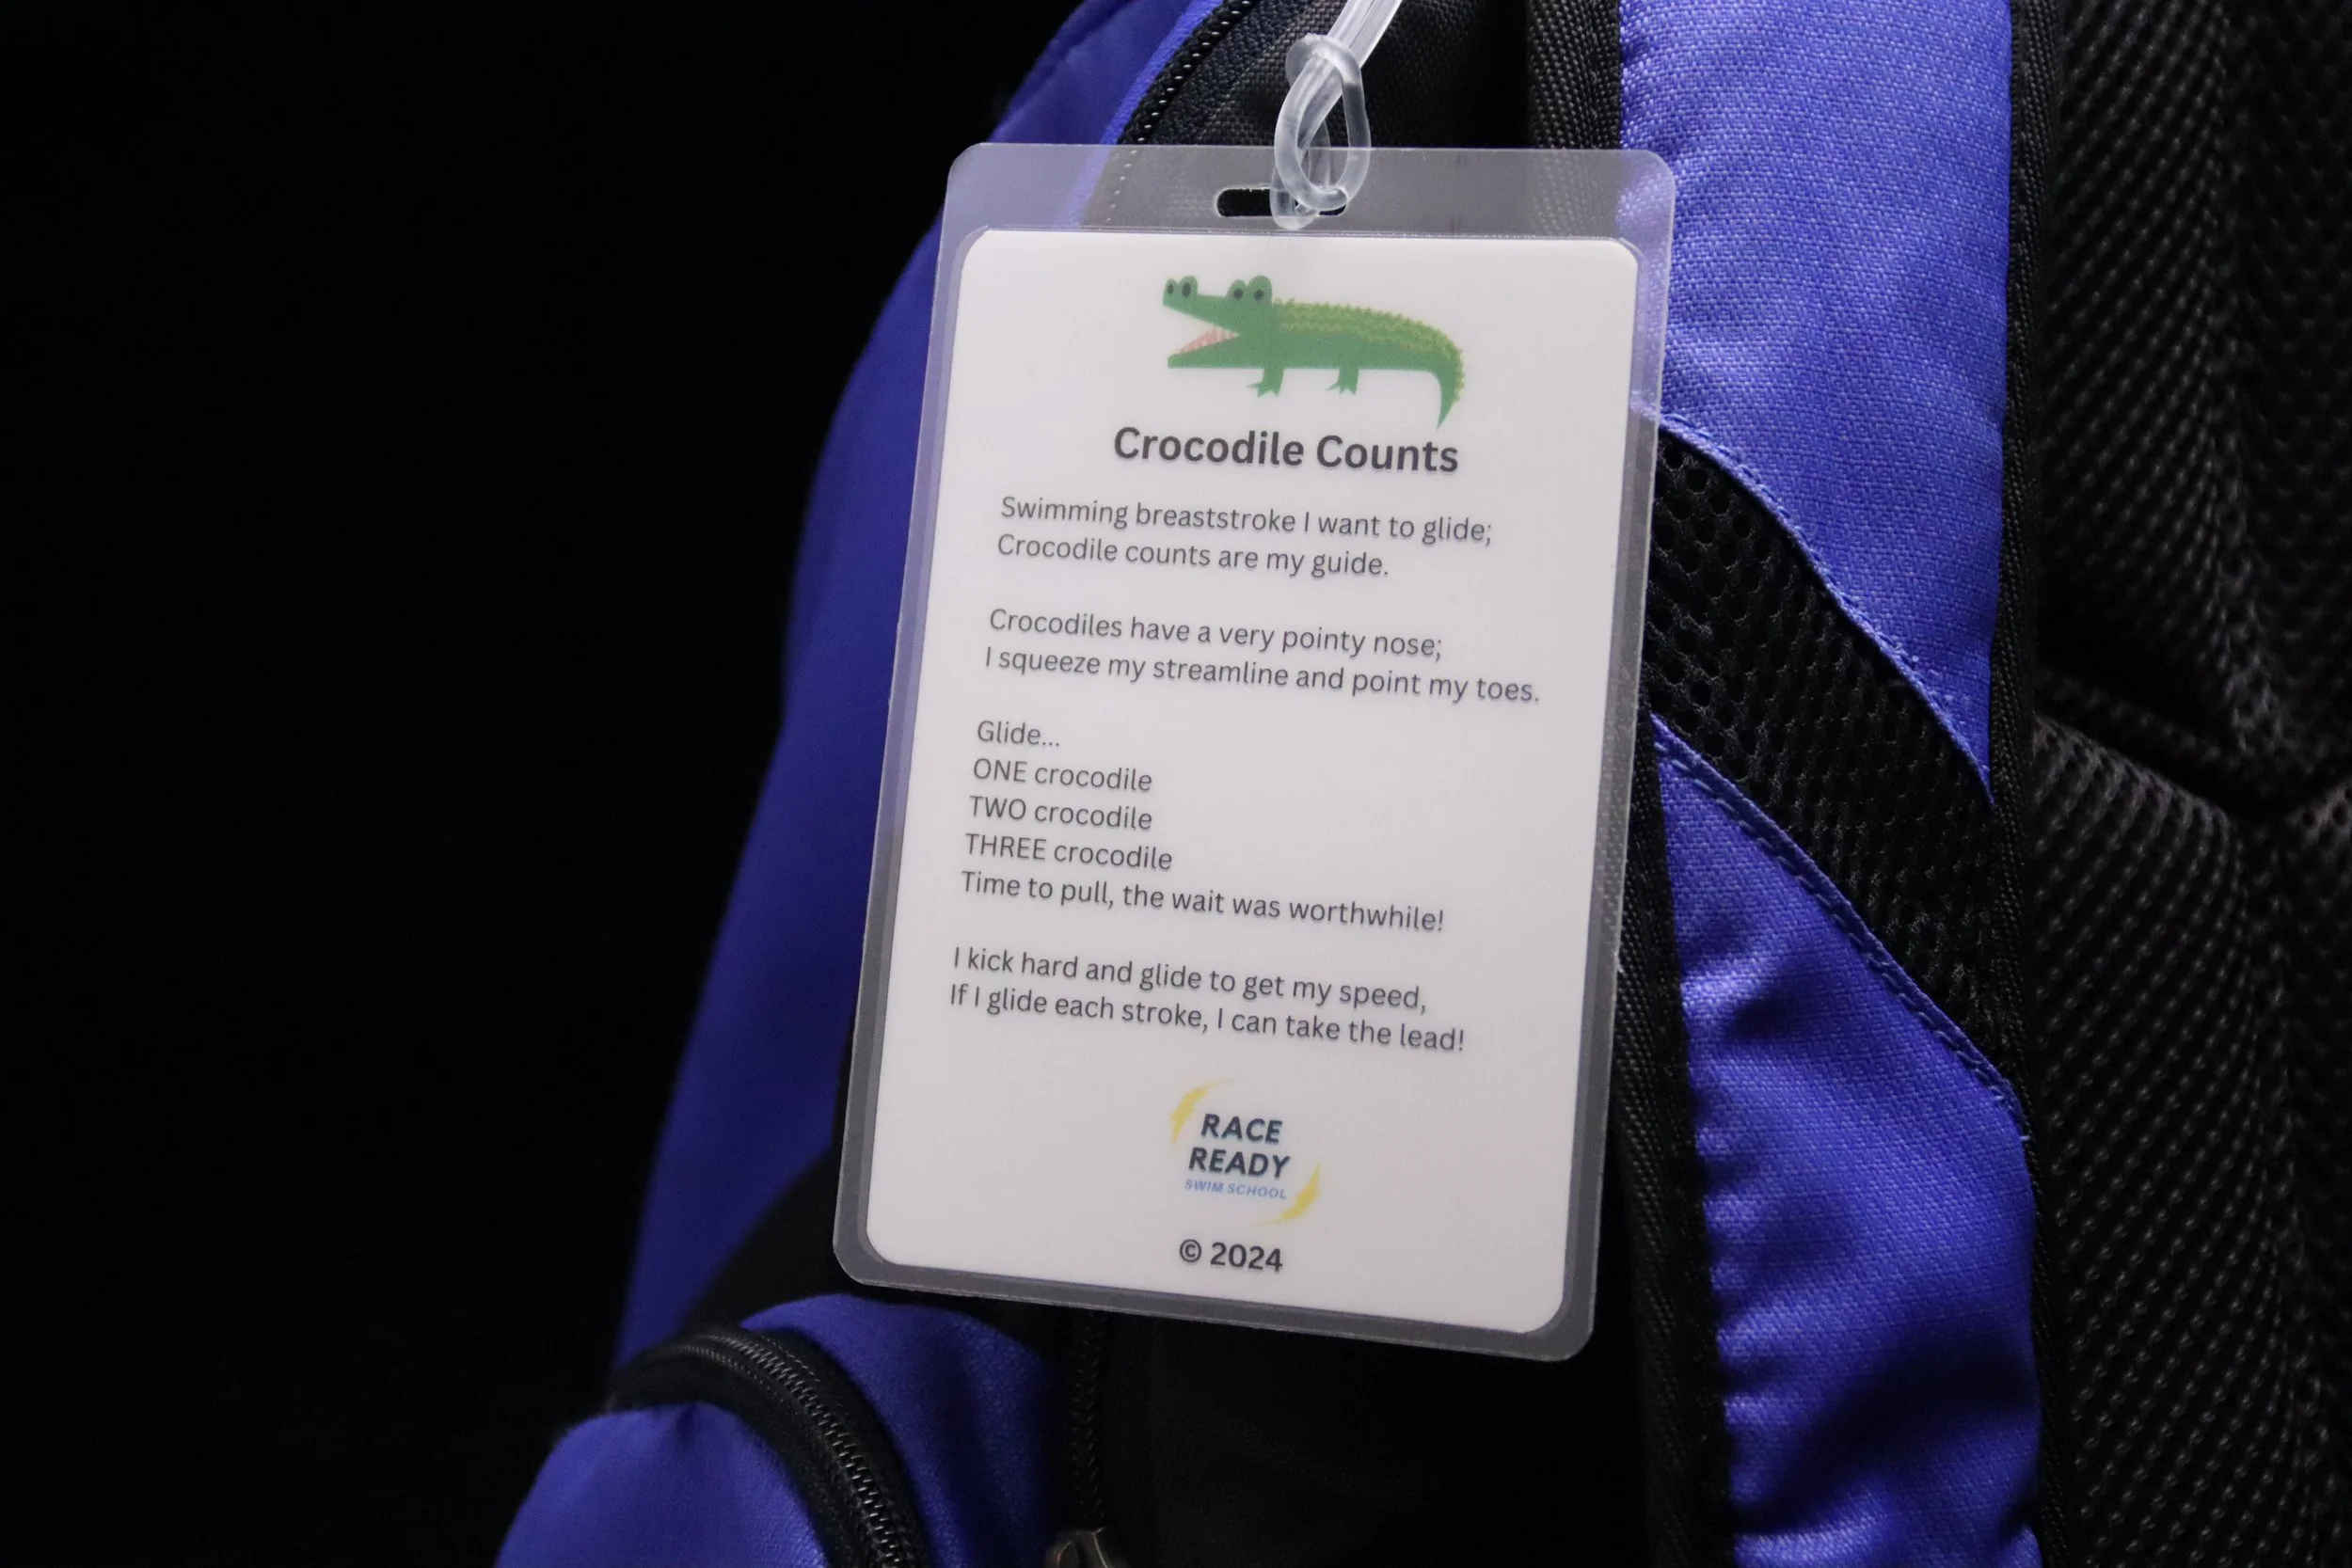 Crocodile Counts
Swimming breaststroke I want to glide;
Crocodile counts are my guide.
Crocodiles have a very pointy nose;
I squeeze my streamline and point my toes.
Glide...
ONE crocodile
TWO crocodile
THREE crocodile
Time to pull, the wait was worthwhile!
I kick hard and glide to get my speed,
If I glide each stroke, I can take the lead!
RACE
READY
SWIM SCHOOL
© 2024